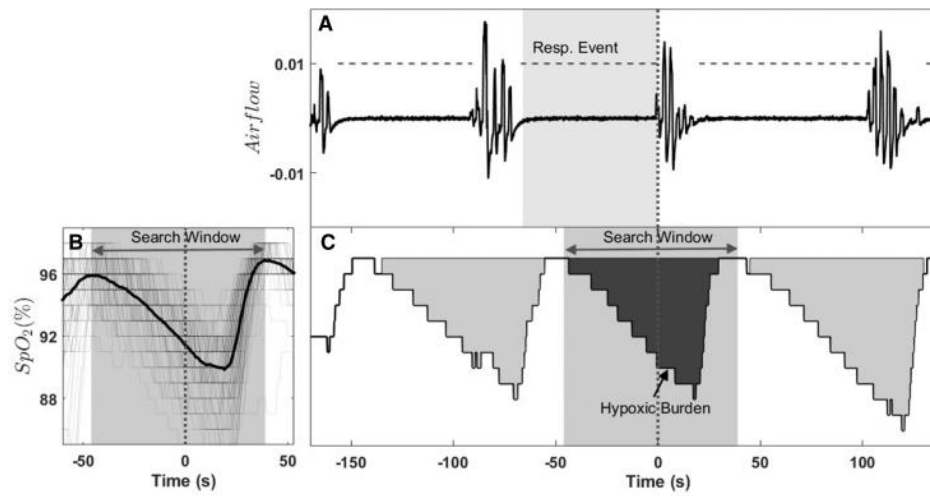 A
Resp. Event
0.01
-0.01
Airflow
B
Search Window
C
Search Window
96
92
88
SpO2(%)
Hypoxic Burden
-50 0 50
-150 -100 -50 0 50 100
Time (s)
Time (s)